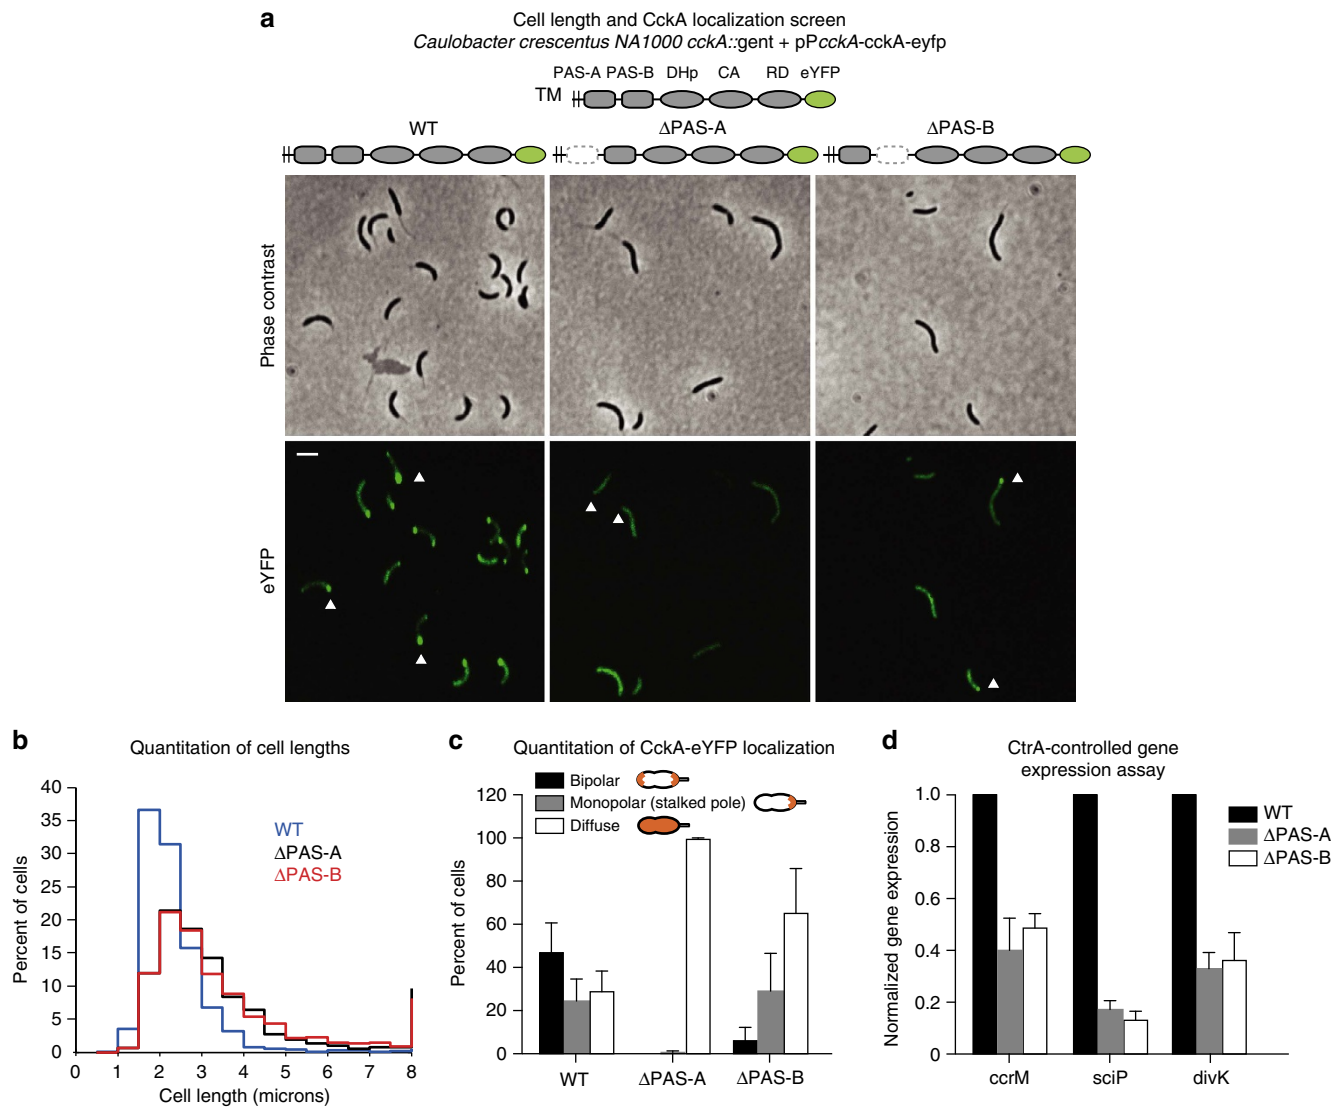 a
Cell length and CckA localization screen
Caulobacter crescentus NA1000 cckA::gent + pPcckA-cckA-eyfp
PAS-A PAS-B DHp CA RD eYFP
TM
WT ΔPAS-A ΔPAS-B
Phase contrast
eYFP
b
Quantitation of cell lengths
40
35
30
25
20
15
10
5
0
Percent of cells
WT
ΔPAS-A
ΔPAS-B
0 1 2 3 4 5 6 7 8
Cell length (microns)
c
Quantitation of CckA-eYFP localization
Bipolar
Monopolar (stalked pole)
Diffuse
120
100
80
60
40
20
0
Percent of cells
WT ΔPAS-A ΔPAS-B
d
CtrA-controlled gene
expression assay
1.0
0.8
0.6
0.4
0.2
0
Normalized gene expression
WT
ΔPAS-A
ΔPAS-B
ccrM sciP divK